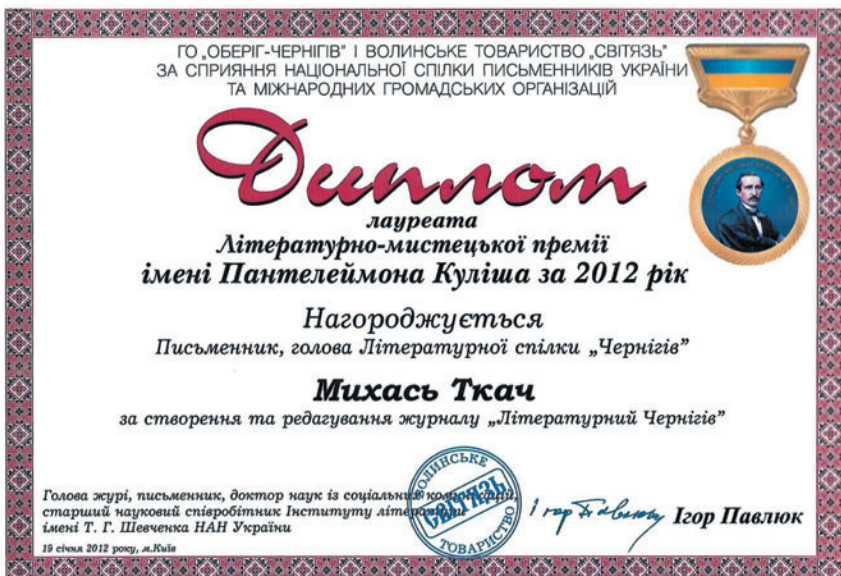 ГО „ОБЕРІГ-ЧЕРНІГІВ" І ВОЛИНСЬКЕ ТОВАРИСТВО „СВІТЯЗЬ"
ЗА СПРИЯННЯ НАЦІОНАЛЬНОЇ СПІЛКИ ПИСЬМЕННИКІВ УКРАЇНИ
ТА МІЖНАРОДНИХ ГРОМАДСЬКИХ ОРГАНІЗАЦІЙ
Диплом
лауреата
Літературно-мистецької премії
імені Пантелеймона Куліша за 2012 рік
Нагороджується
Письменник, голова Літературної спілки „Чернігів"
Михась Ткач
за створення та редагування журналу „Літературний Чернігів"
Голова журі, письменник, доктор наук із соціальних комунікацій,
старший науковий співробітник Інституту літератури
імені Т. Г. Шевченка НАН України
19 січня 2012 року, м.Київ
ВОЛИНСЬКЕ
СВІТЯЗЬ
ТОВАРИСТВО
Ігор Павлюк
Ігор Павлюк